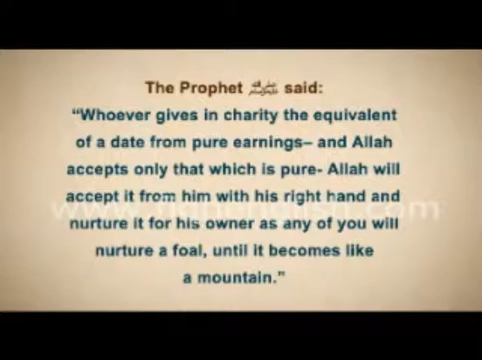 The Prophet ﷺ said:
“Whoever gives in charity the equivalent
of a date from pure earnings– and Allah
accepts only that which is pure- Allah will
accept it from him with his right hand and
nurture it for his owner as any of you will
nurture a foal, until it becomes like
a mountain.”